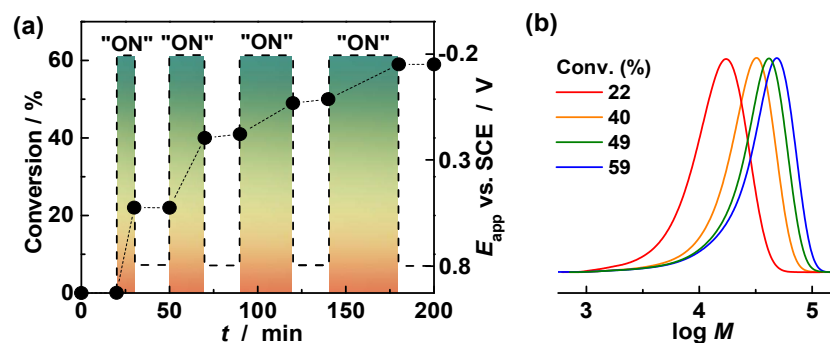 (a)
"ON" "ON" "ON" "ON"
60
40
20
0
Conversion / %
0 50 100 150 200
t / min
-0.2
0.3
0.8
E_app vs. SCE / V
(b)
Conv. (%)
22
40
49
59
3 4 5
log M